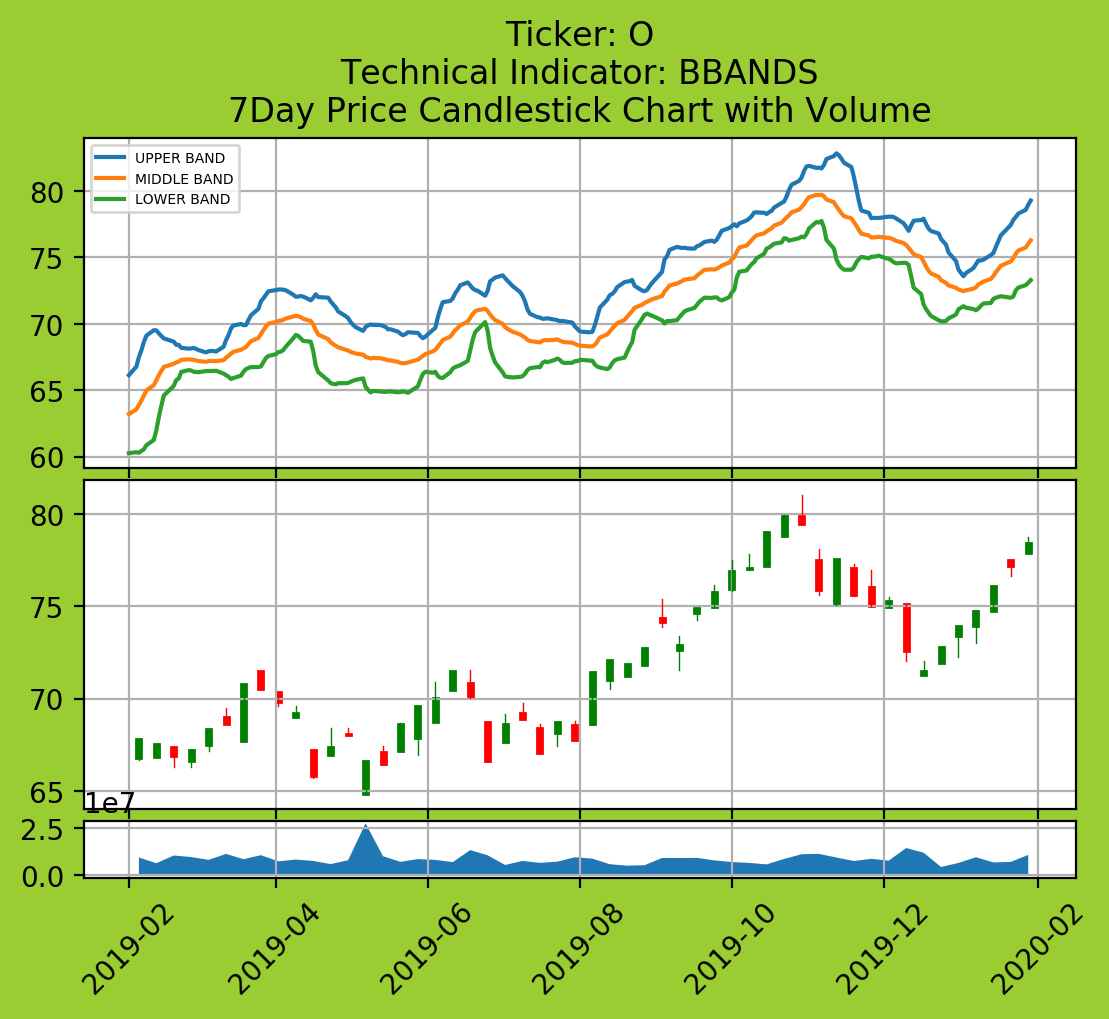 Ticker: O
Technical Indicator: BBANDS
7Day Price Candlestick Chart with Volume
UPPER BAND
MIDDLE BAND
LOWER BAND
80
75
70
65
60
80
75
70
65
1e7
2.5
0.0
2019-02
2019-04
2019-06
2019-08
2019-10
2019-12
2020-02